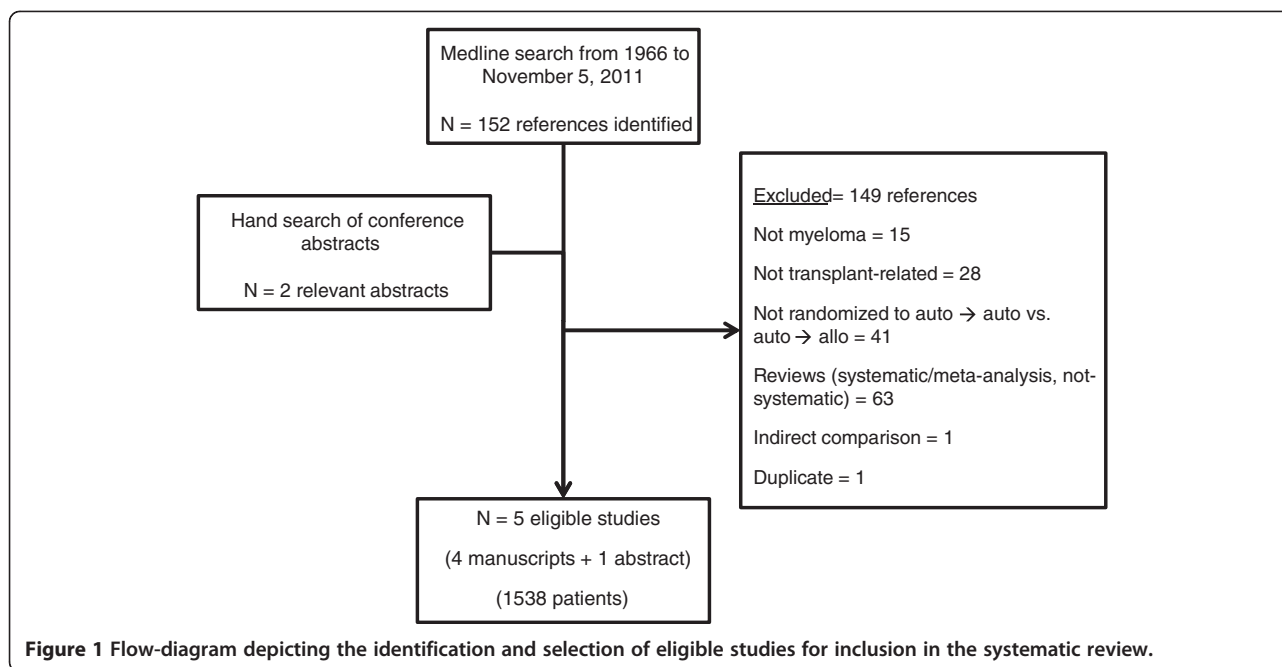 Medline search from 1966 to
November 5, 2011
N = 152 references identified
Hand search of conference
abstracts
N = 2 relevant abstracts
Excluded= 149 references
Not myeloma = 15
Not transplant-related = 28
Not randomized to auto → auto vs.
auto → allo = 41
Reviews (systematic/meta-analysis, not-
systematic) = 63
Indirect comparison = 1
Duplicate = 1
N = 5 eligible studies
(4 manuscripts + 1 abstract)
(1538 patients)
Figure 1 Flow-diagram depicting the identification and selection of eligible studies for inclusion in the systematic review.